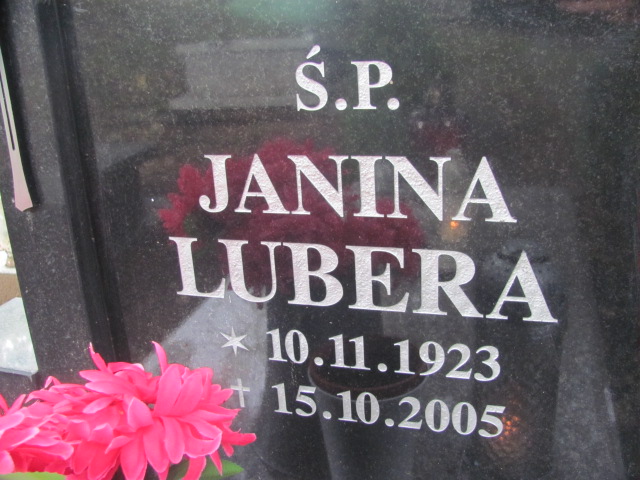 Ś.P.
JANINA
LUBERA
* 10.11.1923
✝ 15.10.2005